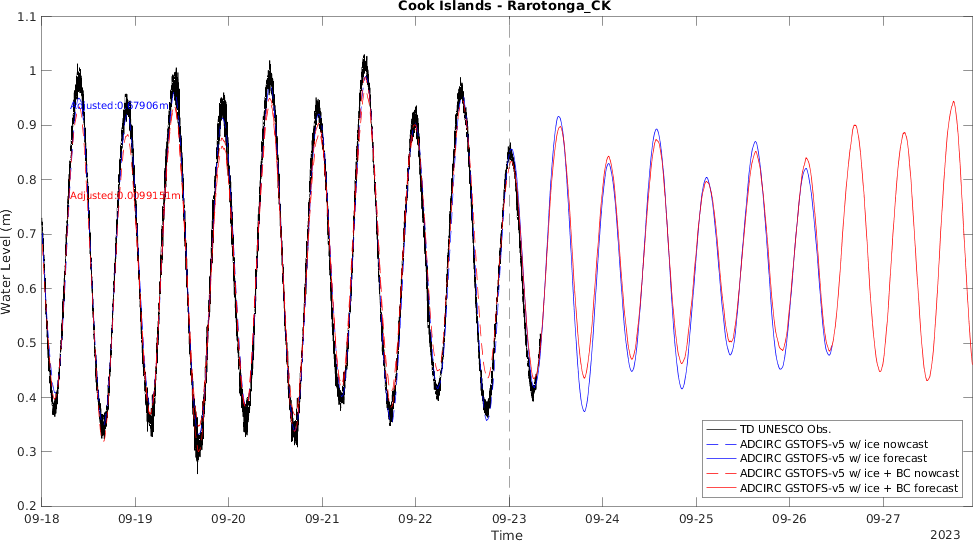 Cook Islands - Rarotonga_CK
1.1
1
0.9
0.8
0.7
0.6
0.5
0.4
0.3
0.2
Water Level (m)
Adjusted:0.0099151m
TD UNESCO Obs.
ADCIRC GSTOFS-v5 w/ ice nowcast
ADCIRC GSTOFS-v5 w/ ice forecast
ADCIRC GSTOFS-v5 w/ ice + BC nowcast
ADCIRC GSTOFS-v5 w/ ice + BC forecast
09-18 09-19 09-20 09-21 09-22 09-23 09-24 09-25 09-26 09-27
Time
2023